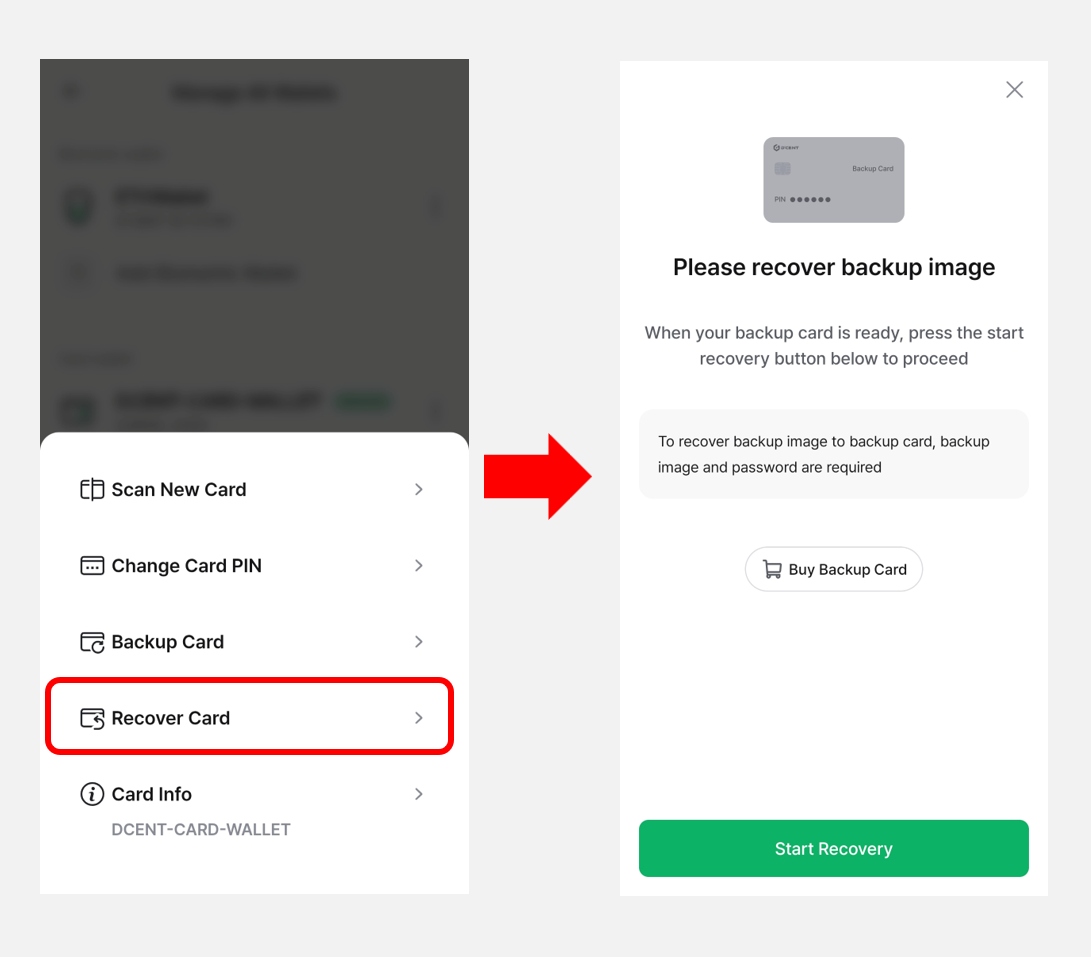 Scan New Card
Change Card PIN
Backup Card
Recover Card
Card Info
DCENT-CARD-WALLET
D'CENT
Backup Card
PIN
Please recover backup image
When your backup card is ready, press the start
recovery button below to proceed
To recover backup image to backup card, backup
image and password are required
Buy Backup Card
Start Recovery